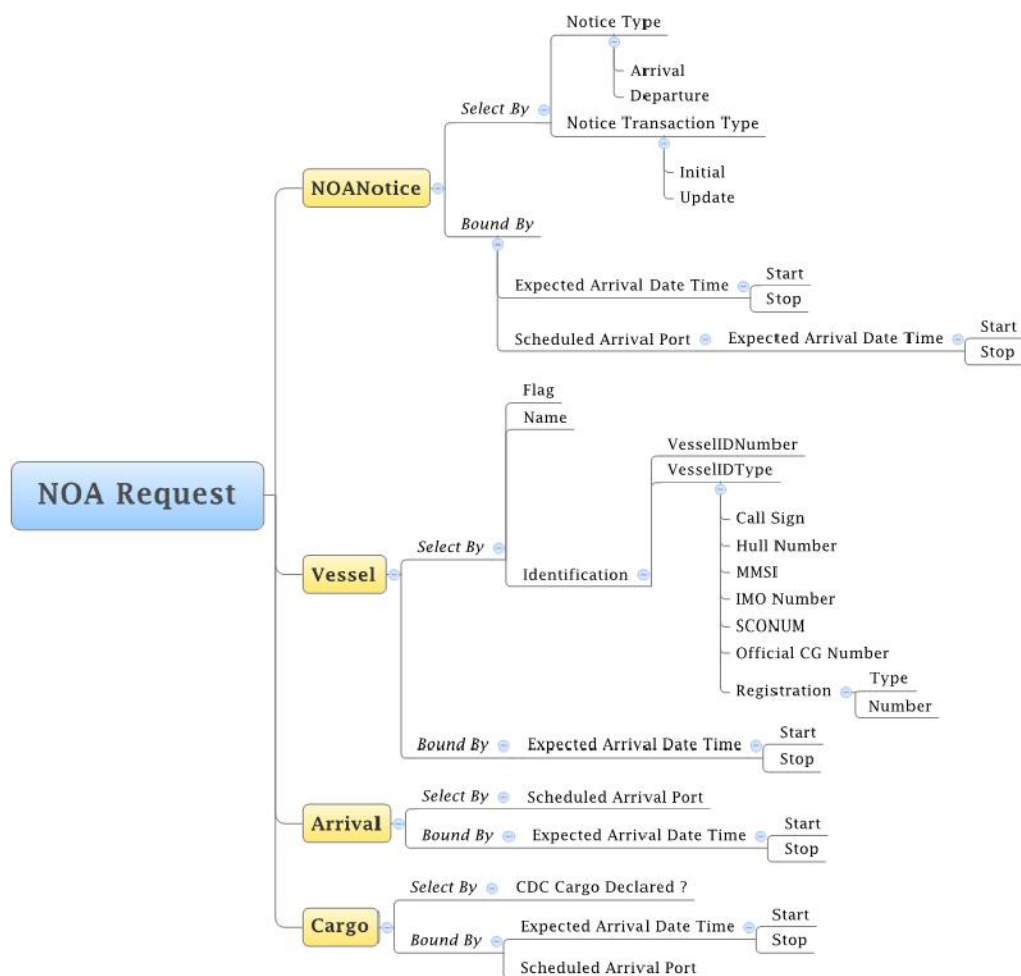 NOA Request
NOANotice
Select By
Notice Type
Arrival
Departure
Notice Transaction Type
Initial
Update
Bound By
Expected Arrival Date Time
Start
Stop
Scheduled Arrival Port
Expected Arrival Date Time
Start
Stop
Vessel
Select By
Flag
Name
Identification
VesselIDNumber
VesselIDType
Call Sign
Hull Number
MMSI
IMO Number
SCONUM
Official CG Number
Registration
Type
Number
Bound By
Expected Arrival Date Time
Start
Stop
Arrival
Select By
Scheduled Arrival Port
Bound By
Expected Arrival Date Time
Start
Stop
Cargo
Select By
CDC Cargo Declared ?
Bound By
Expected Arrival Date Time
Start
Stop
Scheduled Arrival Port